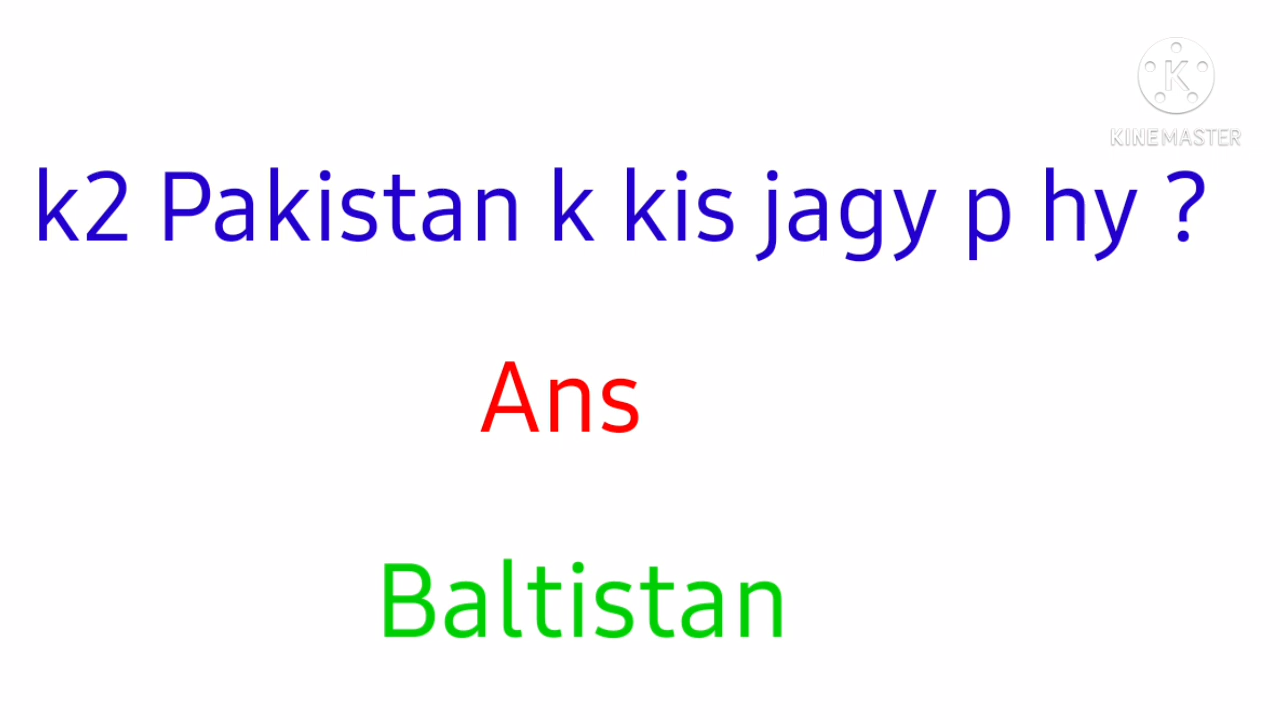 K
KINEMASTER
k2 Pakistan k kis jagy p hy ?
Ans
Baltistan